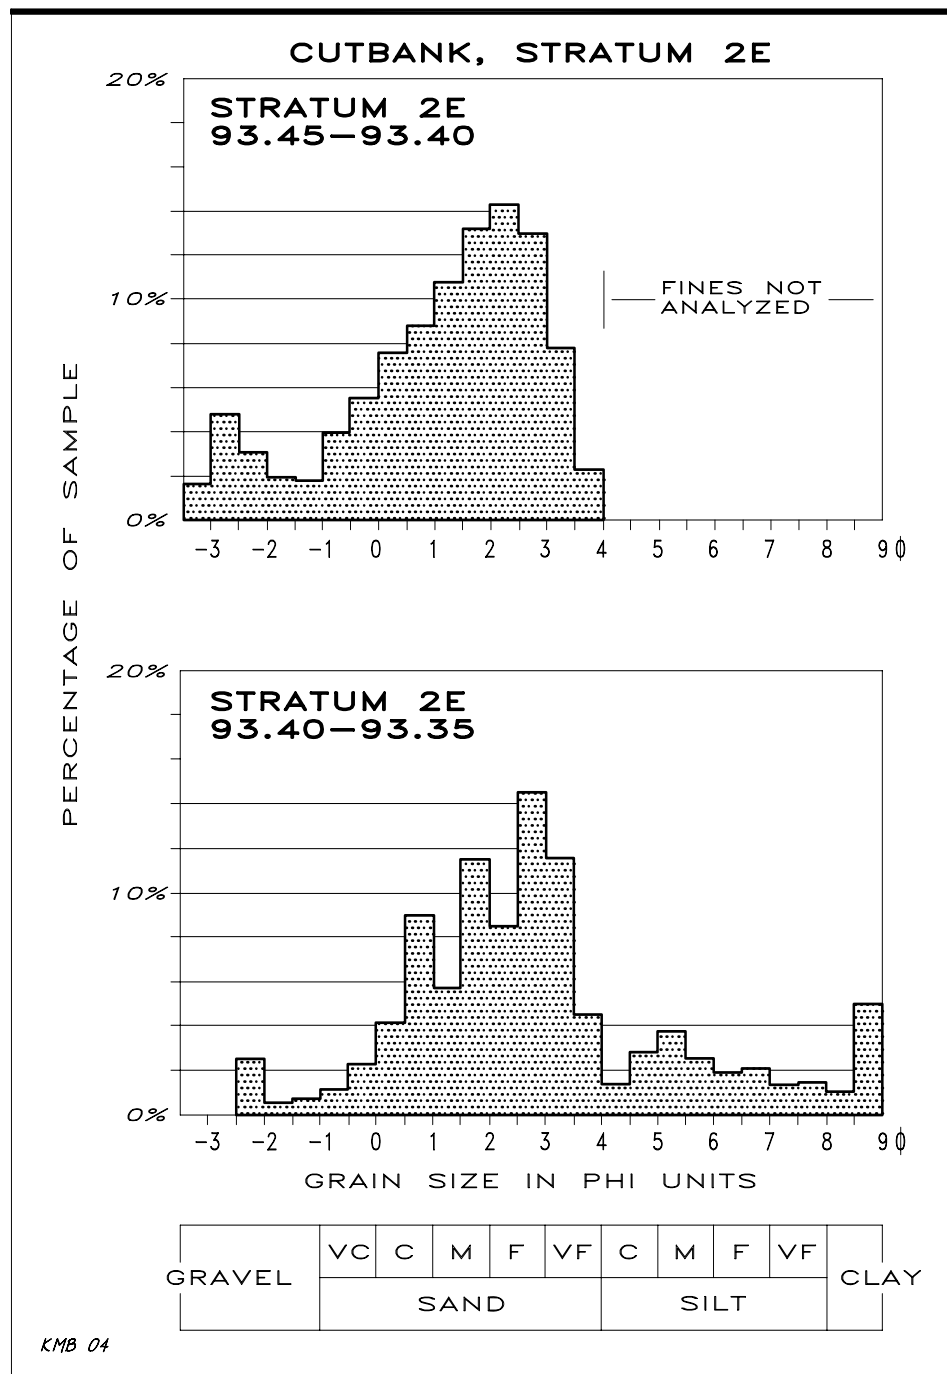 CUTBANK, STRATUM 2E
20%
STRATUM 2E
93.45–93.40
10%
FINES NOT
ANALYZED
0%
-3 -2 -1 0 1 2 3 4 5 6 7 8 9 ϕ
PERCENTAGE OF SAMPLE
20%
STRATUM 2E
93.40–93.35
10%
0%
-3 -2 -1 0 1 2 3 4 5 6 7 8 9 ϕ
GRAIN SIZE IN PHI UNITS
VC C M F VF C M F VF
GRAVEL CLAY
SAND SILT
KMB 04